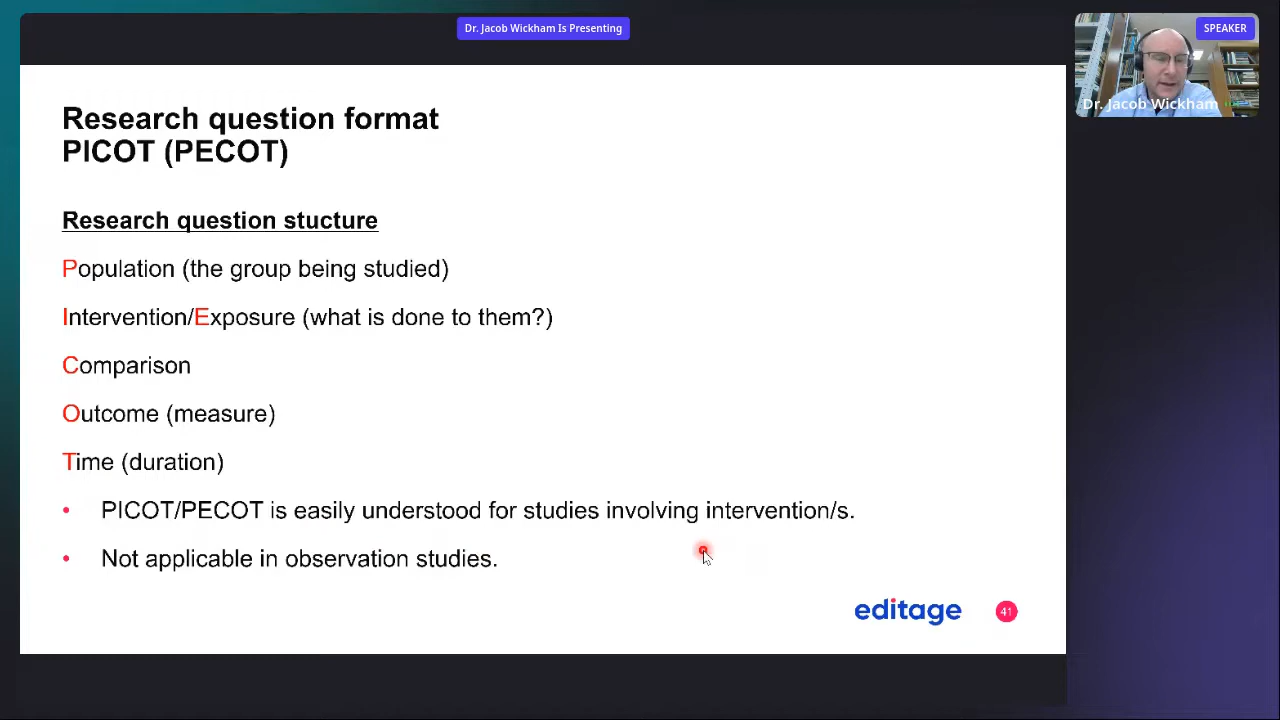 Dr. Jacob Wickham Is Presenting
SPEAKER
Dr. Jacob Wickham
Research question format
PICOT (PECOT)
Research question stucture
Population (the group being studied)
Intervention/Exposure (what is done to them?)
Comparison
Outcome (measure)
Time (duration)
• PICOT/PECOT is easily understood for studies involving intervention/s.
• Not applicable in observation studies.
editage
41